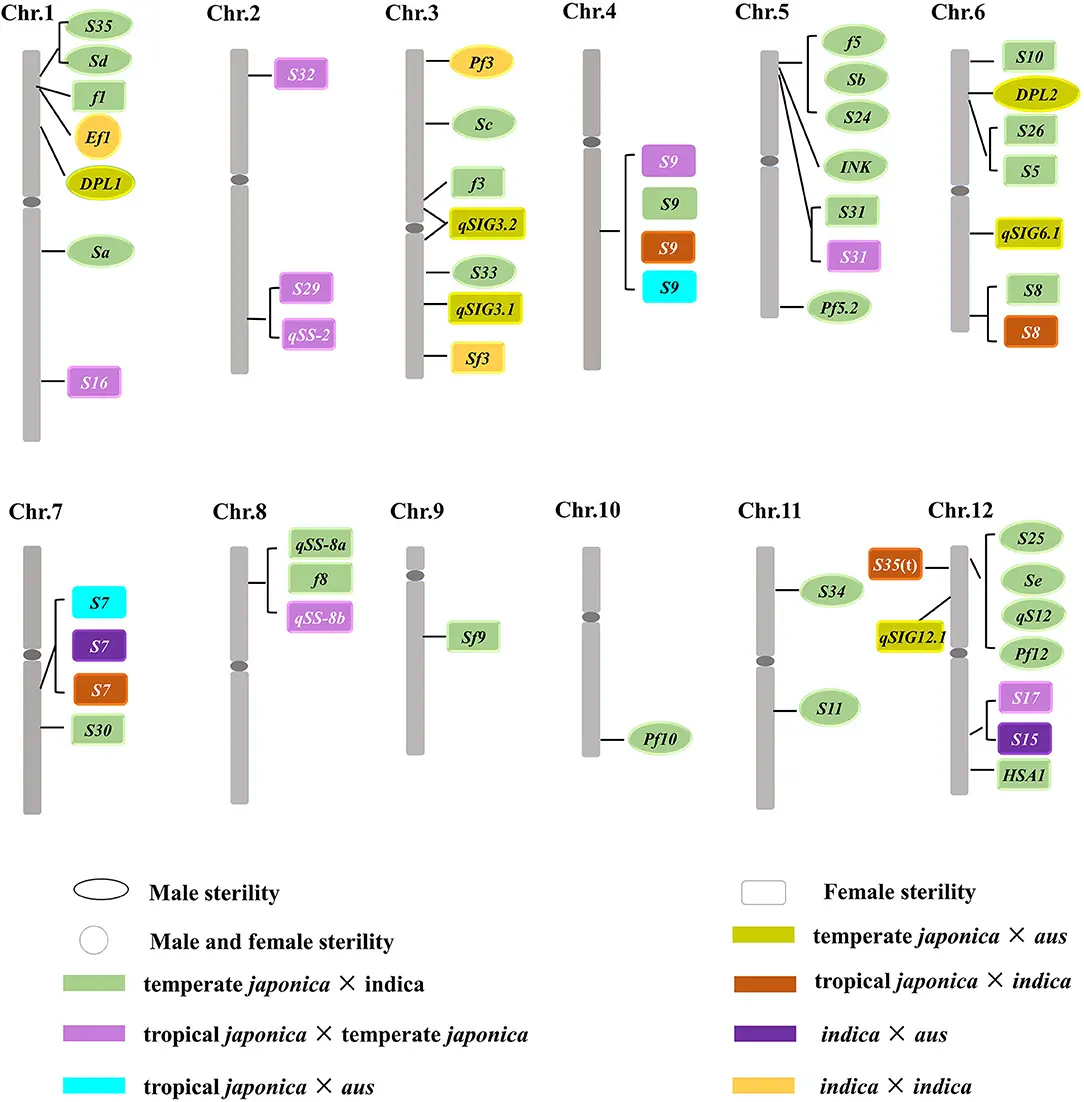 Chr.1
S35
Sd
f1
Ef1
DPL1
Sa
S16
Chr.2
S32
S29
qSS-2
Chr.3
Pf3
Sc
f3
qSIG3.2
S33
qSIG3.1
Sf3
Chr.4
S9
S9
S9
S9
Chr.5
f5
Sb
S24
INK
S31
S31
Pf5.2
Chr.6
S10
DPL2
S26
S5
qSIG6.1
S8
S8
Chr.7
S7
S7
S7
S30
Chr.8
qSS-8a
f8
qSS-8b
Chr.9
Sf9
Chr.10
Pf10
Chr.11
S34
S11
Chr.12
S35(t)
qSIG12.1
S25
Se
qS12
Pf12
S17
S15
HSA1
Male sterility
Male and female sterility
temperate japonica × indica
tropical japonica × temperate japonica
tropical japonica × aus
Female sterility
temperate japonica × aus
tropical japonica × indica
indica × aus
indica × indica